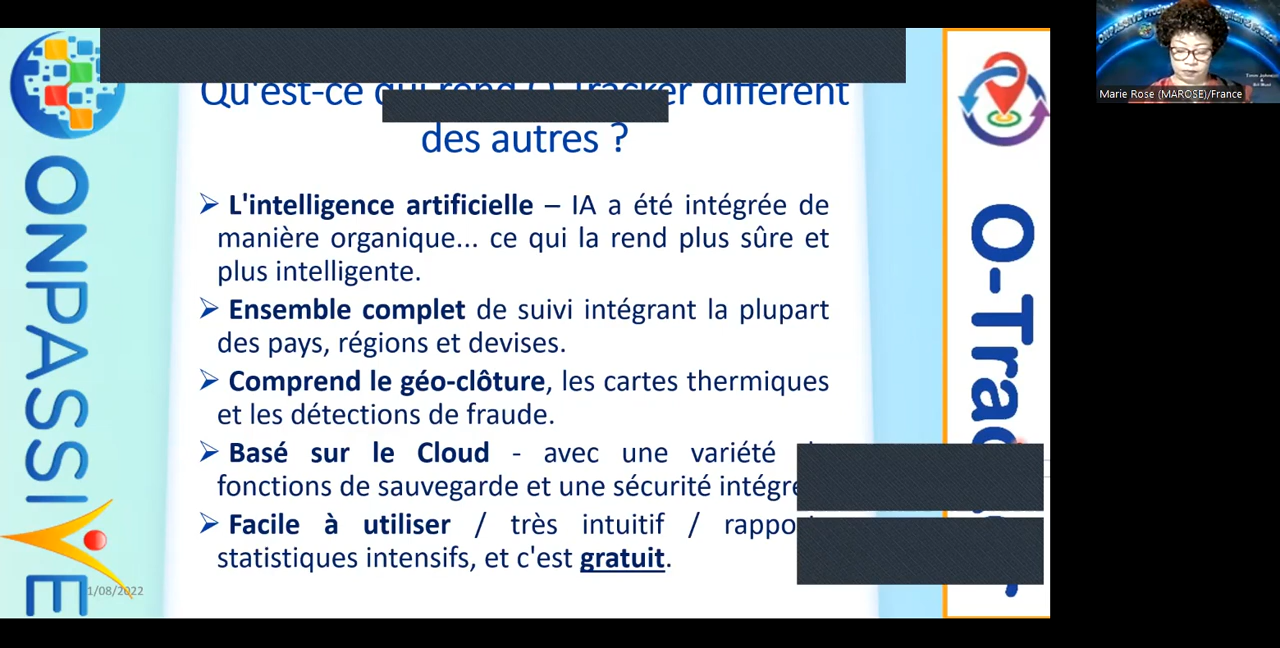 ONPASSIVE
Qu'est-ce qui rend O-Tracker différent
des autres ?
L'intelligence artificielle – IA a été intégrée de
manière organique... ce qui la rend plus sûre et
plus intelligente.
Ensemble complet de suivi intégrant la plupart
des pays, régions et devises.
Comprend le géo-clôture, les cartes thermiques
et les détections de fraude.
Basé sur le Cloud - avec une variété
fonctions de sauvegarde et une sécurité
Facile à utiliser / très intuitif /
statistiques intensifs, et c'est gratuit.
1/08/2022
Marie Rose (MAROSE)/France